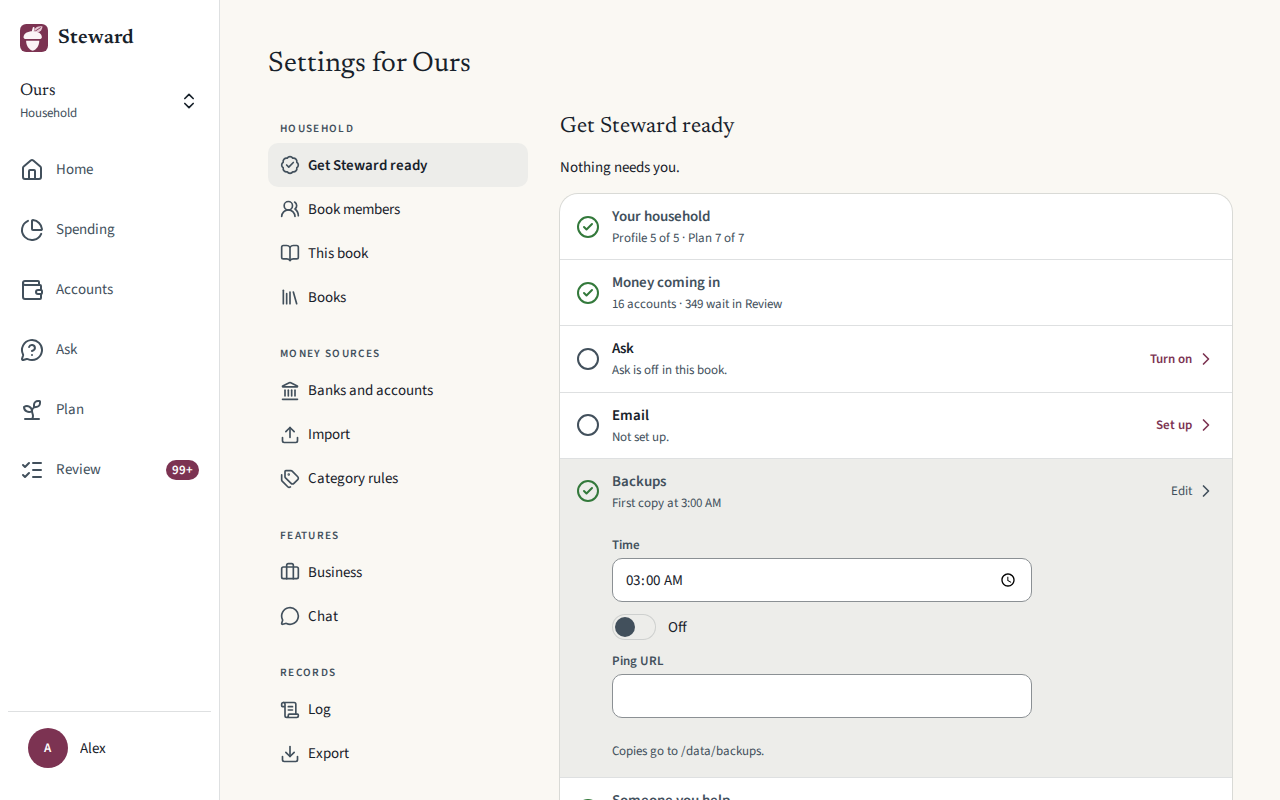 Steward
Ours
Household
Home
Spending
Accounts
Ask
Plan
Review
99+
A
Alex
Settings for Ours
HOUSEHOLD
Get Steward ready
Book members
This book
Books
MONEY SOURCES
Banks and accounts
Import
Category rules
FEATURES
Business
Chat
RECORDS
Log
Export
Get Steward ready
Nothing needs you.
Your household
Profile 5 of 5 · Plan 7 of 7
Money coming in
16 accounts · 349 wait in Review
Ask
Ask is off in this book.
Turn on
Email
Not set up.
Set up
Backups
First copy at 3:00 AM
Edit
Time
03:00 AM
Off
Ping URL
Copies go to /data/backups.
Someone you help